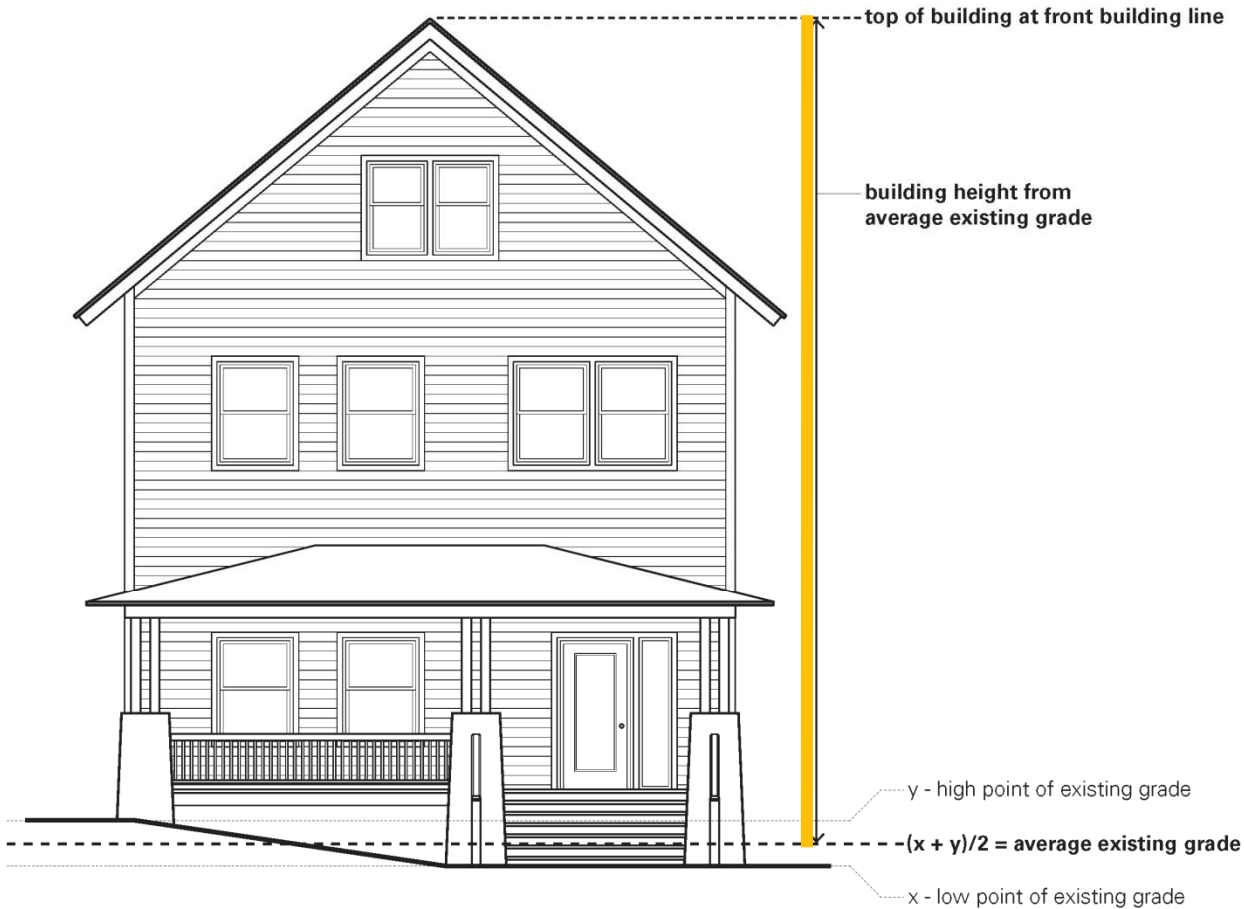 top of building at front building line
building height from
average existing grade
y - high point of existing grade
(x + y)/2 = average existing grade
x - low point of existing grade